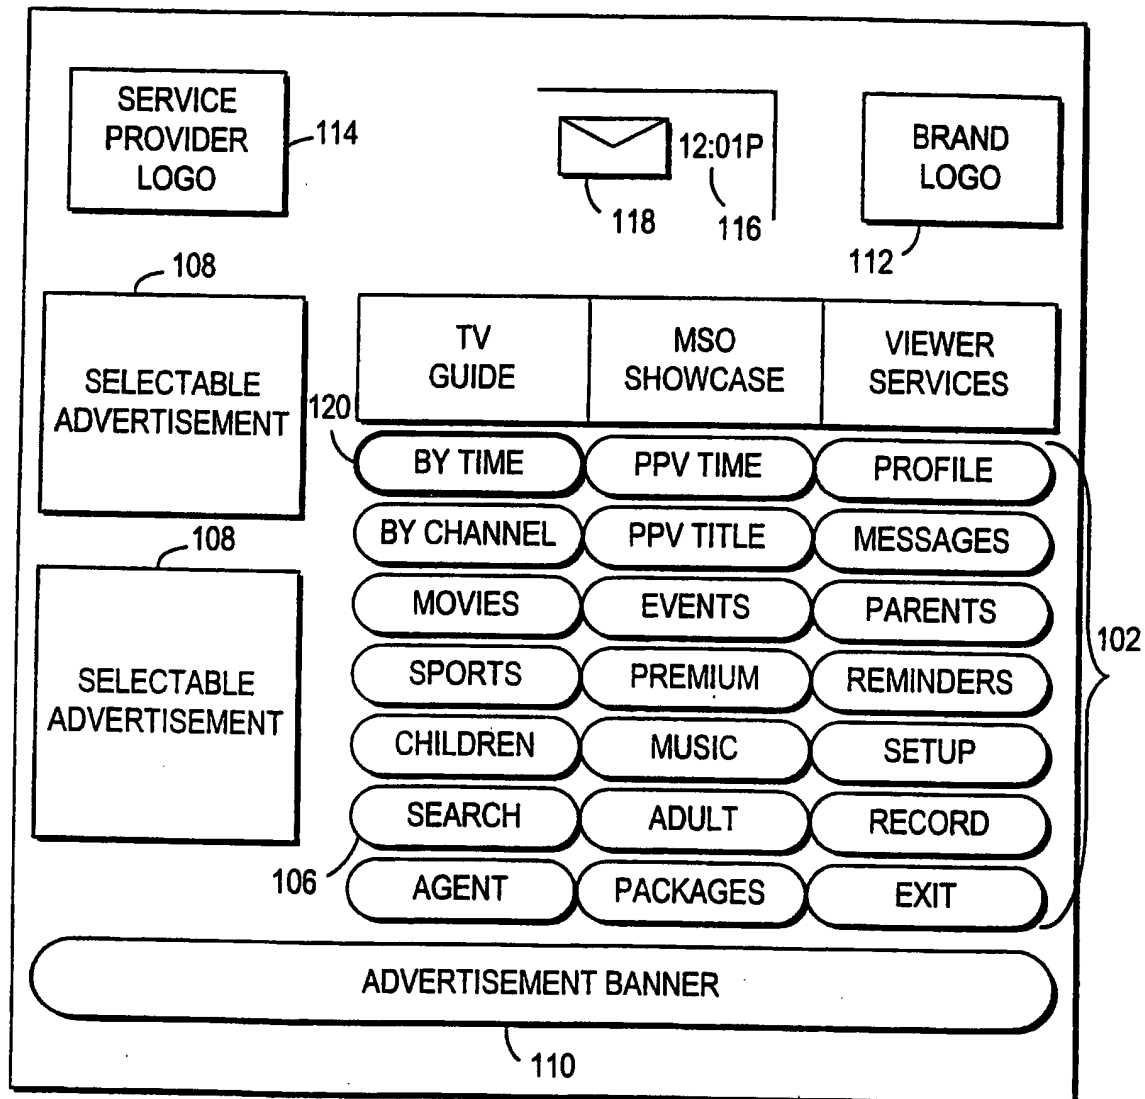 SERVICE
PROVIDER
LOGO
114
12:01P
118
116
BRAND
LOGO
112
108
SELECTABLE
ADVERTISEMENT
108
SELECTABLE
ADVERTISEMENT
TV
GUIDE
MSO
SHOWCASE
VIEWER
SERVICES
120
BY TIME
PPV TIME
PROFILE
BY CHANNEL
PPV TITLE
MESSAGES
MOVIES
EVENTS
PARENTS
102
SPORTS
PREMIUM
REMINDERS
CHILDREN
MUSIC
SETUP
SEARCH
ADULT
RECORD
106
AGENT
PACKAGES
EXIT
ADVERTISEMENT BANNER
110